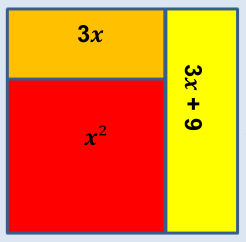 3x
x²
3x + 9